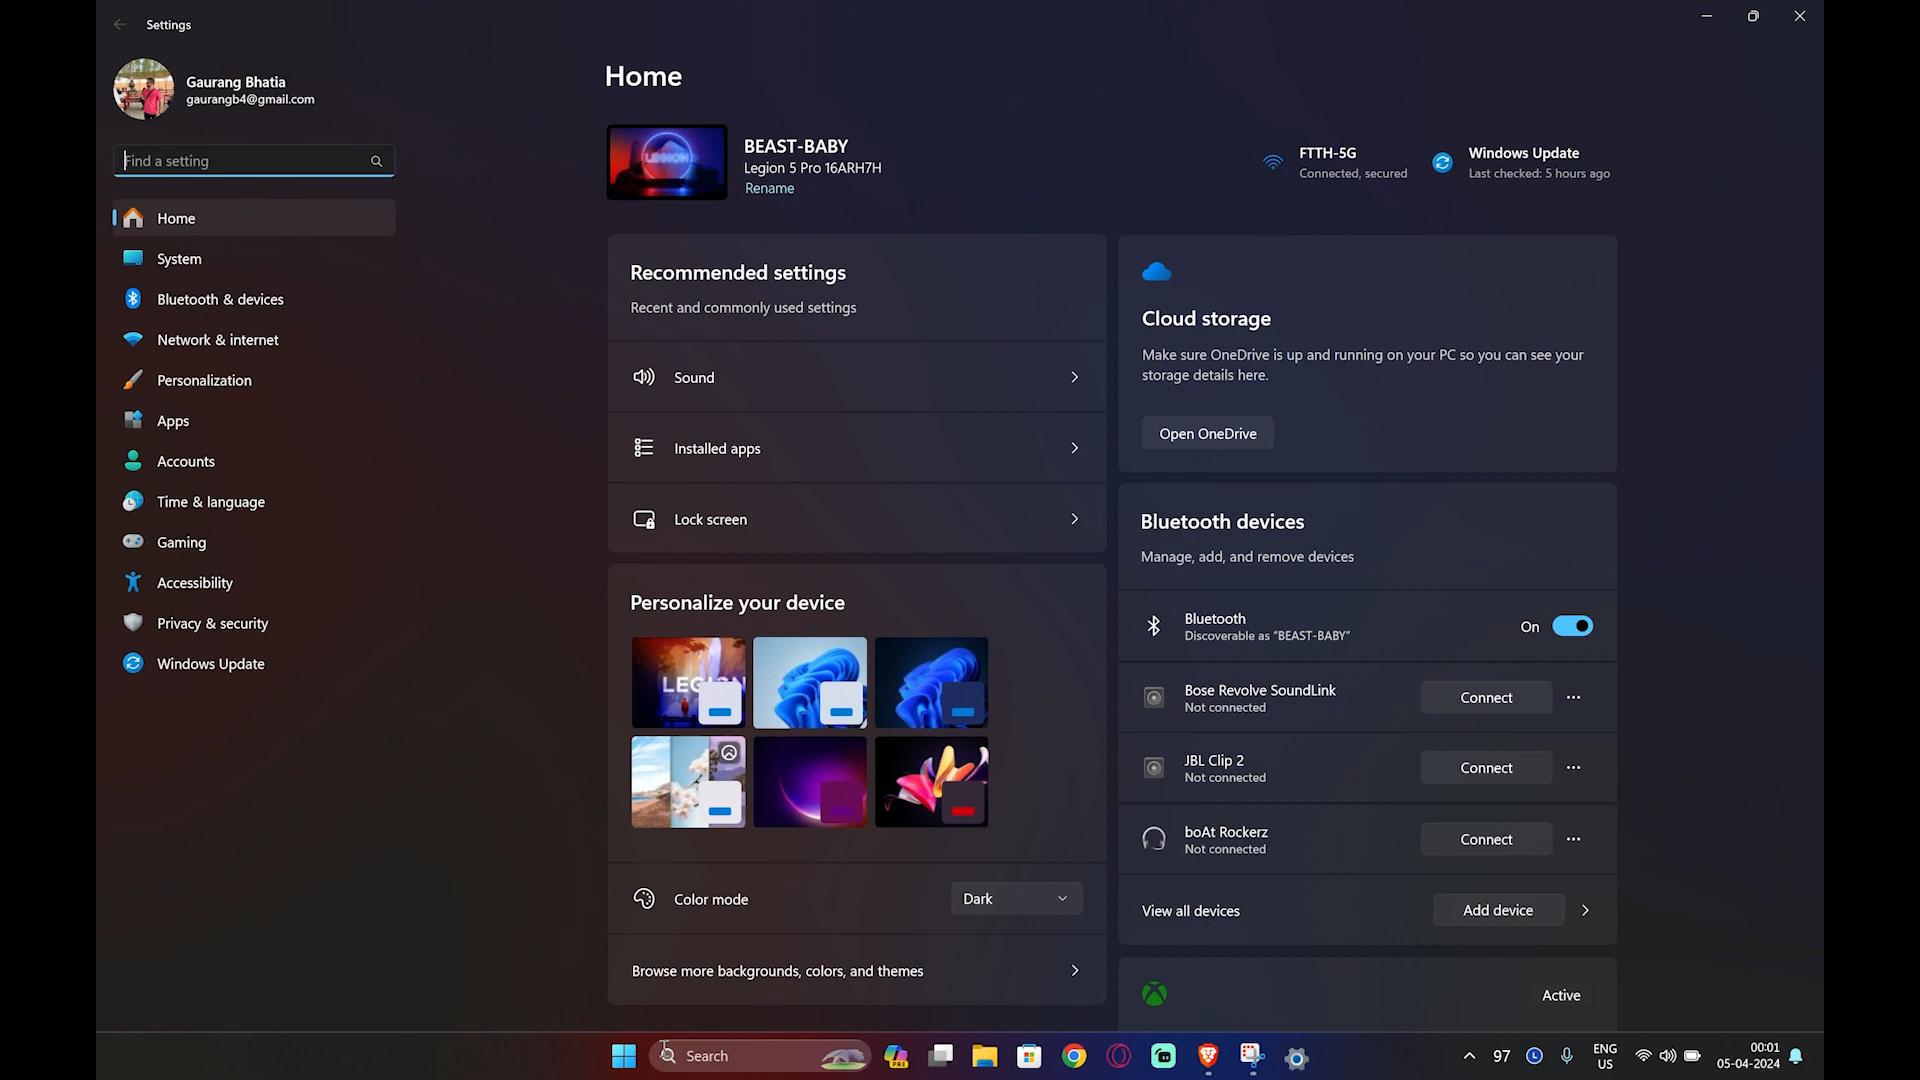 Settings
Gaurang Bhatia
gaurangb4@gmail.com
Find a setting
Home
System
Bluetooth & devices
Network & internet
Personalization
Apps
Accounts
Time & language
Gaming
Accessibility
Privacy & security
Windows Update
Home
LEGION
BEAST-BABY
Legion 5 Pro 16ARH7H
Rename
FTTH-5G
Connected, secured
Windows Update
Last checked: 5 hours ago
Recommended settings
Recent and commonly used settings
Sound
Installed apps
Lock screen
Personalize your device
LEGION
Color mode
Dark
Browse more backgrounds, colors, and themes
Cloud storage
Make sure OneDrive is up and running on your PC so you can see your
storage details here.
Open OneDrive
Bluetooth devices
Manage, add, and remove devices
Bluetooth
Discoverable as "BEAST-BABY"
On
Bose Revolve SoundLink
Not connected
Connect
JBL Clip 2
Not connected
Connect
boAt Rockerz
Not connected
Connect
View all devices
Add device
Active
Search
PRE
97
ENG
US
00:01
05-04-2024